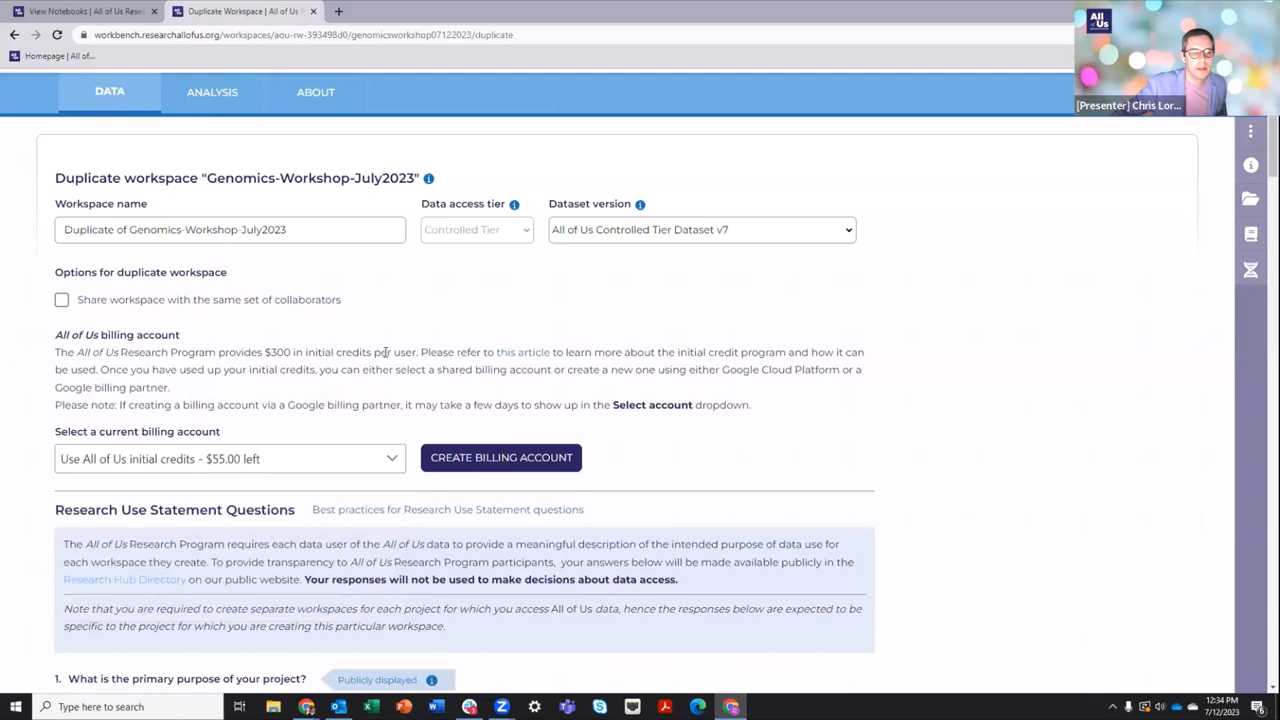 View Notebooks | All of Us Rese
Duplicate Workspace | All of Us
workbench.researchallofus.org/workspaces/aou-rw-393498d0/genomicsworkshop07122023/duplicate
Homepage | All of...
All of Us
[Presenter] Chris Lor...
DATA
ANALYSIS
ABOUT
Duplicate workspace "Genomics-Workshop-July2023"
Workspace name
Data access tier
Dataset version
Duplicate of Genomics-Workshop-July2023
Controlled Tier
All of Us Controlled Tier Dataset v7
Options for duplicate workspace
Share workspace with the same set of collaborators
All of Us billing account
The All of Us Research Program provides $300 in initial credits per user. Please refer to this article to learn more about the initial credit program and how it can
be used. Once you have used up your initial credits, you can either select a shared billing account or create a new one using either Google Cloud Platform or a
Google billing partner.
Please note: If creating a billing account via a Google billing partner, it may take a few days to show up in the Select account dropdown.
Select a current billing account
Use All of Us initial credits - $55.00 left
CREATE BILLING ACCOUNT
Research Use Statement Questions
Best practices for Research Use Statement questions
The All of Us Research Program requires each data user of the All of Us data to provide a meaningful description of the intended purpose of data use for
each workspace they create. To provide transparency to All of Us Research Program participants, your answers below will be made available publicly in the
Research Hub Directory on our public website. Your responses will not be used to make decisions about data access.
Note that you are required to create separate workspaces for each project for which you access All of Us data, hence the responses below are expected to be
specific to the project for which you are creating this particular workspace.
1. What is the primary purpose of your project?
Publicly displayed
Type here to search
12:34 PM
7/12/2023